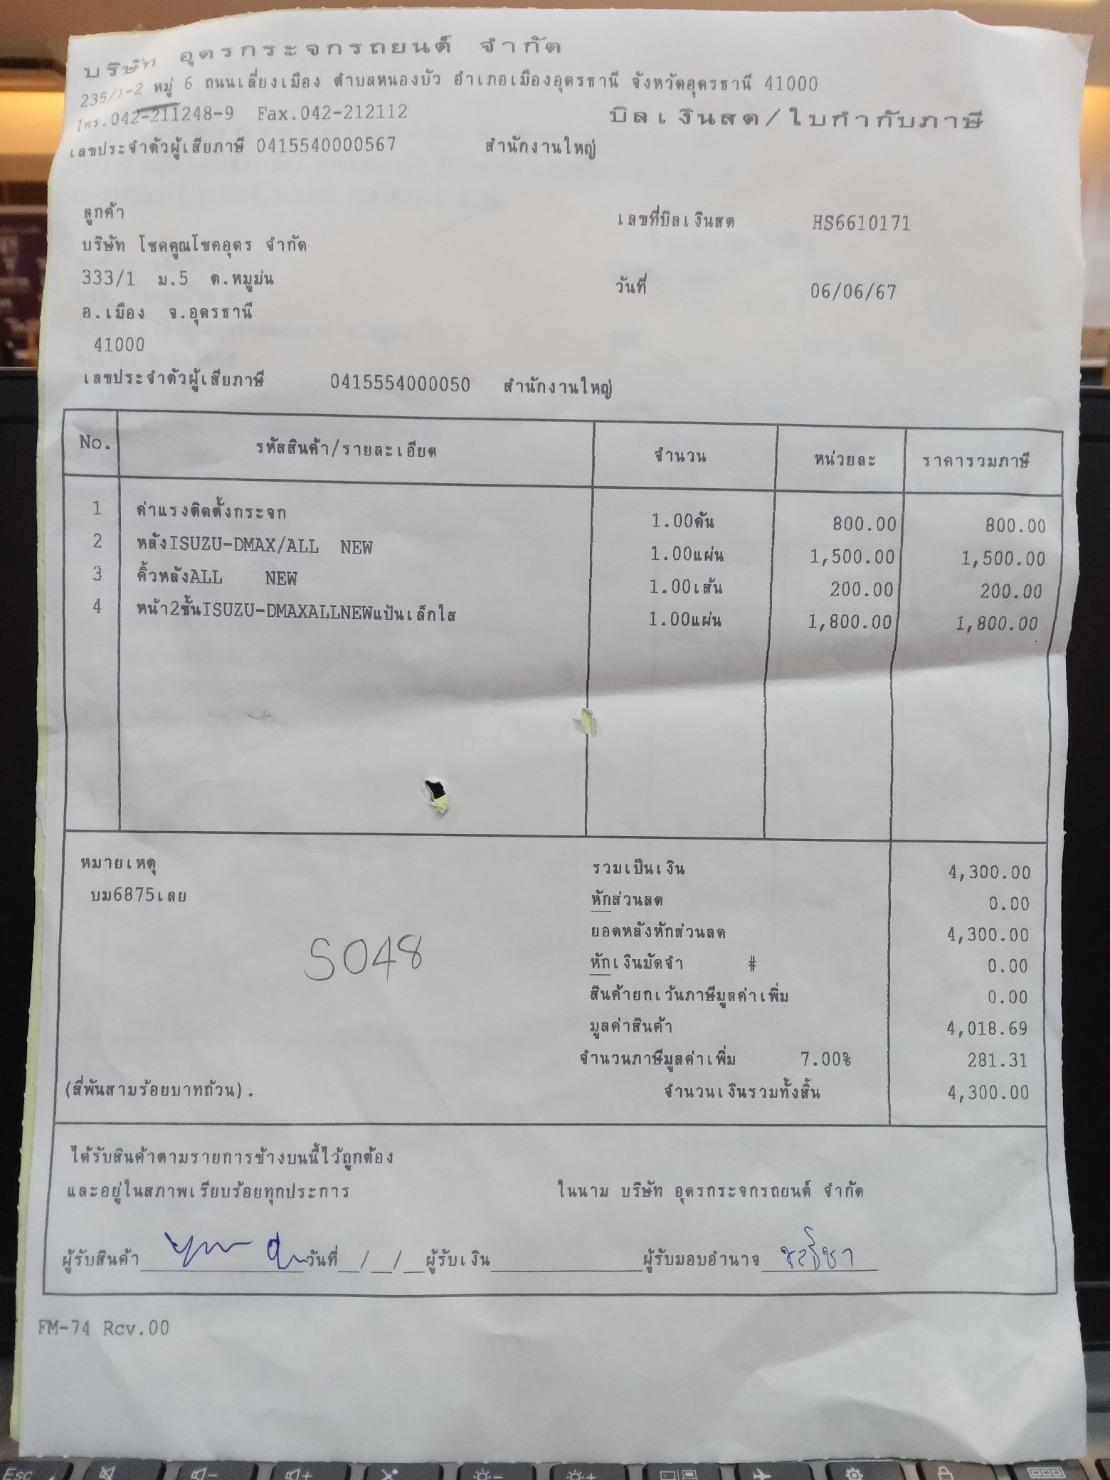 บริษัท อุดรกระจกรถยนต์ จำกัด
235/1-2 หมู่ 6 ถนนเลี่ยงเมือง ตำบลหนองบัว อำเภอเมืองอุดรธานี จังหวัดอุดรธานี 41000
โทร.042-211248-9 Fax.042-212112
บิลเงินสด/ใบกำกับภาษี
เลขประจำตัวผู้เสียภาษี 0415540000567 สำนักงานใหญ่
ลูกค้า
เลขที่บิลเงินสด HS6610171
บริษัท โชคคูณโชคอุดร จำกัด
333/1 ม.5 ต.หมูม่น
วันที่ 06/06/67
อ.เมือง จ.อุดรธานี
41000
เลขประจำตัวผู้เสียภาษี 0415554000050 สำนักงานใหญ่
No. รหัสสินค้า/รายละเอียด จำนวน หน่วยละ ราคารวมภาษี
1 ค่าแรงติดตั้งกระจก 1.00คัน 800.00 800.00
2 หลังISUZU-DMAX/ALL NEW 1.00แผ่น 1,500.00 1,500.00
3 คิ้วหลังALL NEW 1.00เส้น 200.00 200.00
4 หน้า2ชั้นISUZU-DMAXALLNEWแป้นเล็กใส 1.00แผ่น 1,800.00 1,800.00
หมายเหตุ
บม6875เลย
S048
รวมเป็นเงิน 4,300.00
หักส่วนลด 0.00
ยอดหลังหักส่วนลด 4,300.00
หักเงินมัดจำ # 0.00
สินค้ายกเว้นภาษีมูลค่าเพิ่ม 0.00
มูลค่าสินค้า 4,018.69
จำนวนภาษีมูลค่าเพิ่ม 7.00% 281.31
(สี่พันสามร้อยบาทถ้วน). จำนวนเงินรวมทั้งสิ้น 4,300.00
ได้รับสินค้าตามรายการข้างบนนี้ไว้ถูกต้อง
และอยู่ในสภาพเรียบร้อยทุกประการ
ในนาม บริษัท อุดรกระจกรถยนต์ จำกัด
ผู้รับสินค้า วันที่__/__/__ผู้รับเงิน ผู้รับมอบอำนาจ
FM-74 Rev.00
Esc